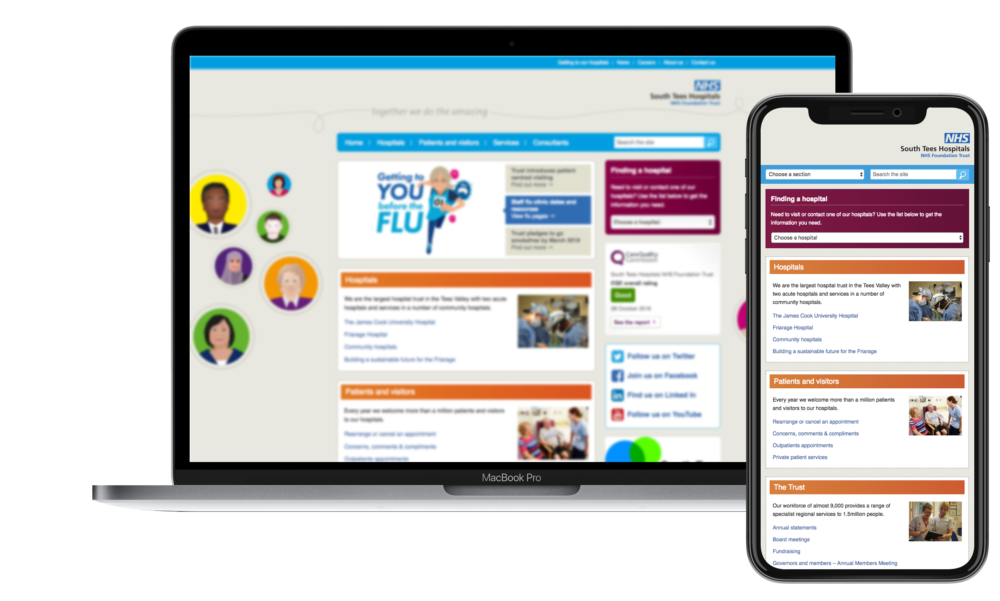 Getting to our hospitals | News | Careers | About us | Contact us
NHS
South Tees Hospitals
NHS Foundation Trust
together we do the amazing
Home | Hospitals | Patients and visitors | Services | Consultants
Search the site
Getting to
YOU
before the
FLU
Trust introduces patient
centred visiting.
Find out more
Staff flu clinic dates and
resources
View flu pages
Trust pledges to go
smokefree by March 2019
Find out more
Finding a hospital
Need to visit or contact one of our
hospitals? Use the list below to get the
information you need.
Choose a hospital
CareQuality
Commission
South Tees Hospitals NHS Foundation Trust
CQC overall rating
Good
28 October 2016
See the report
Hospitals
We are the largest hospital trust in the Tees Valley with two acute
hospitals and services in a number of community hospitals.
The James Cook University Hospital
Friarage Hospital
Community hospitals
Building a sustainable future for the Friarage
Follow us on Twitter
Join us on Facebook
Find us on Linked In
Follow us on YouTube
Patients and visitors
Every year we welcome more than a million patients and visitors
to our hospitals.
Rearrange or cancel an appointment
Concerns, comments & compliments
Outpatients appointments
MacBook Pro
NHS
South Tees Hospitals
NHS Foundation Trust
Choose a section
Search the site
Finding a hospital
Need to visit or contact one of our hospitals? Use the list below to get the
information you need.
Choose a hospital
Hospitals
We are the largest hospital trust in the Tees Valley with
two acute hospitals and services in a number of
community hospitals.
The James Cook University Hospital
Friarage Hospital
Community hospitals
Building a sustainable future for the Friarage
Patients and visitors
Every year we welcome more than a million patients
and visitors to our hospitals.
Rearrange or cancel an appointment
Concerns, comments & compliments
Outpatients appointments
Private patient services
The Trust
Our workforce of almost 9,000 provides a range of
specialist regional services to 1.5million people.
Annual statements
Board meetings
Fundraising
Governors and members – Annual Members Meeting